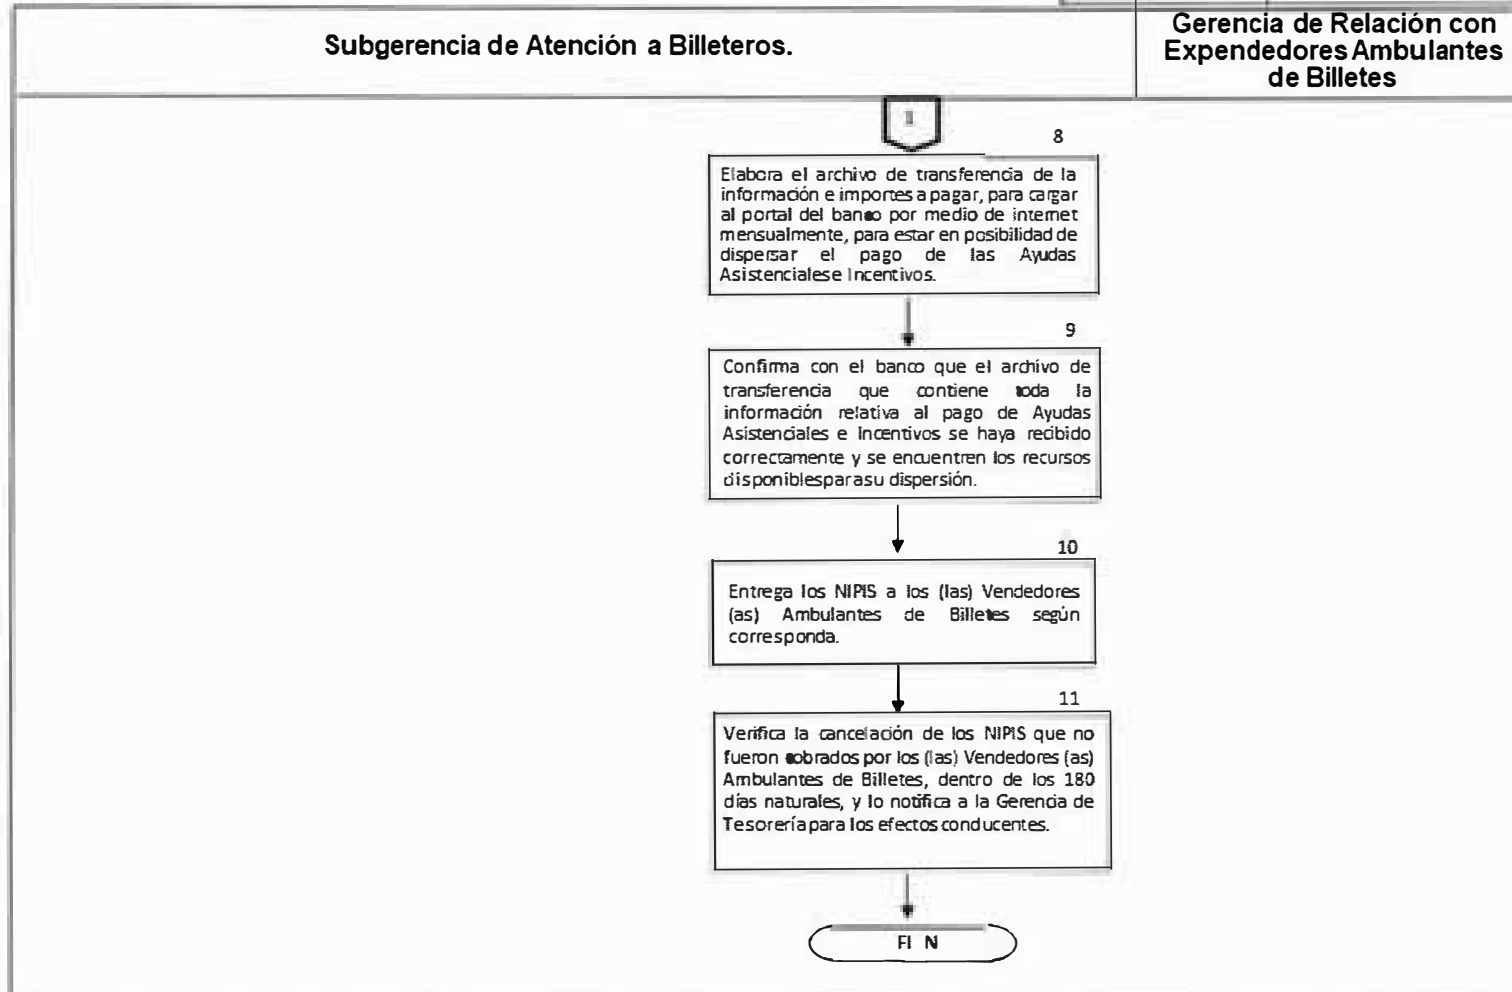 Subgerencia de Atención a Billeteros.
Gerencia de Relación con
Expendedores Ambulantes
de Billetes
1
8
Elabora el archivo de transferencia de la
información e importes a pagar, para cargar
al portal del banco por medio de internet
mensualmente, para estar en posibilidad de
dispersar el pago de las Ayudas
Asistenciales e Incentivos.
9
Confirma con el banco que el archivo de
transferencia que contiene toda la
información relativa al pago de Ayudas
Asistenciales e Incentivos se haya recibido
correctamente y se encuentren los recursos
disponibles para su dispersión.
10
Entrega los NIPIS a los (las) Vendedores
(as) Ambulantes de Billetes según
corresponda.
11
Verifica la cancelación de los NIPIS que no
fueron cobrados por los (las) Vendedores (as)
Ambulantes de Billetes, dentro de los 180
días naturales, y lo notifica a la Gerencia de
Tesorería para los efectos conducentes.
FI N